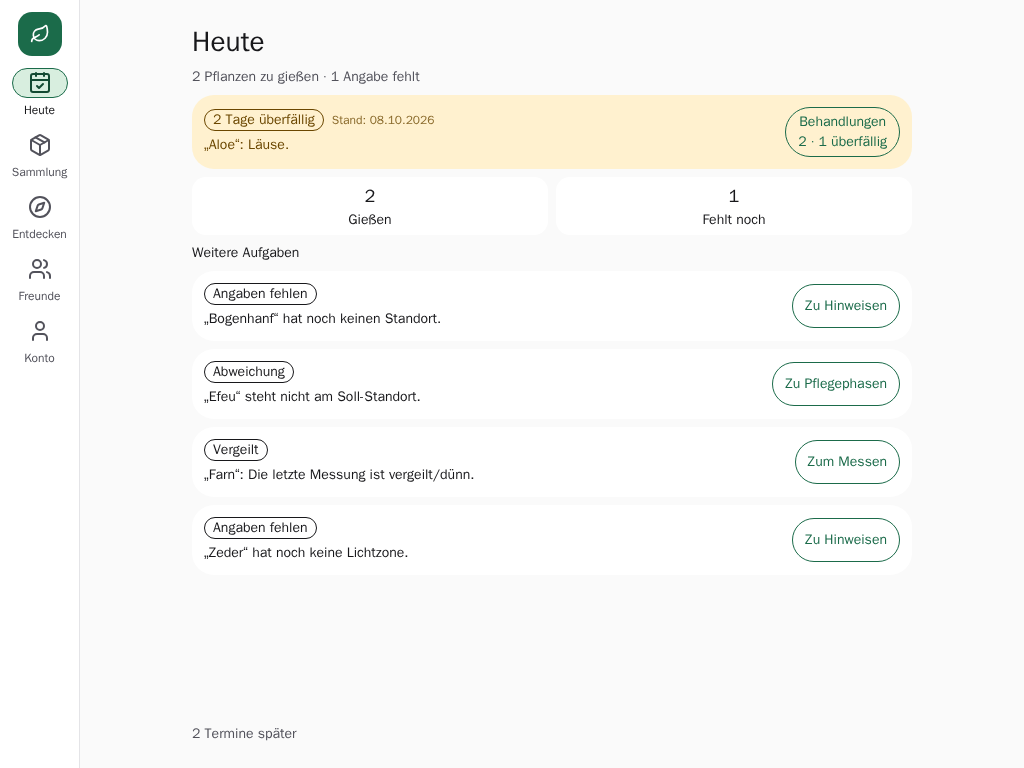 Heute
Sammlung
Entdecken
Freunde
Konto
Heute
2 Pflanzen zu gießen · 1 Angabe fehlt
2 Tage überfällig Stand: 08.10.2026
„Aloe“: Läuse.
Behandlungen
2 · 1 überfällig
2
Gießen
1
Fehlt noch
Weitere Aufgaben
Angaben fehlen
„Bogenhanf“ hat noch keinen Standort.
Zu Hinweisen
Abweichung
„Efeu“ steht nicht am Soll-Standort.
Zu Pflegephasen
Vergeilt
„Farn“: Die letzte Messung ist vergeilt/dünn.
Zum Messen
Angaben fehlen
„Zeder“ hat noch keine Lichtzone.
Zu Hinweisen
2 Termine später